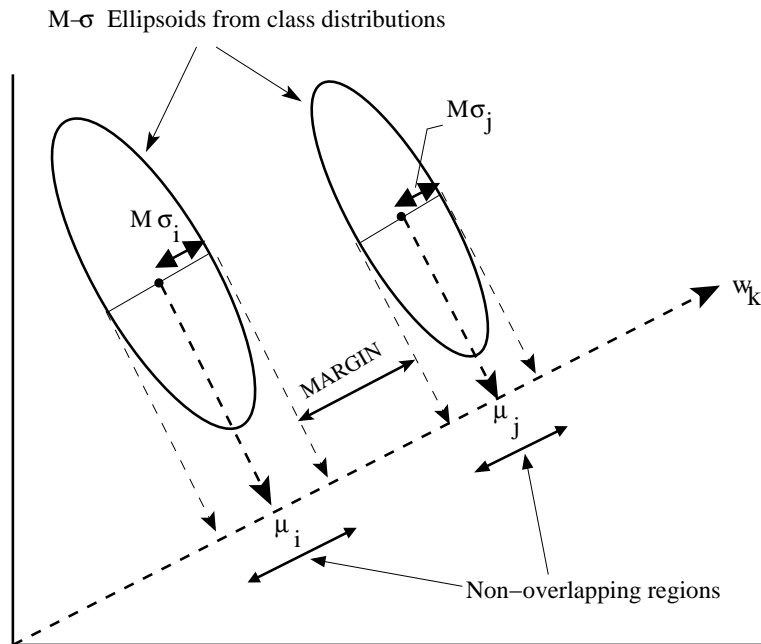 M−σ Ellipsoids from class distributions
Mσj
M σi
wk
MARGIN
μj
μi
Non−overlapping regions